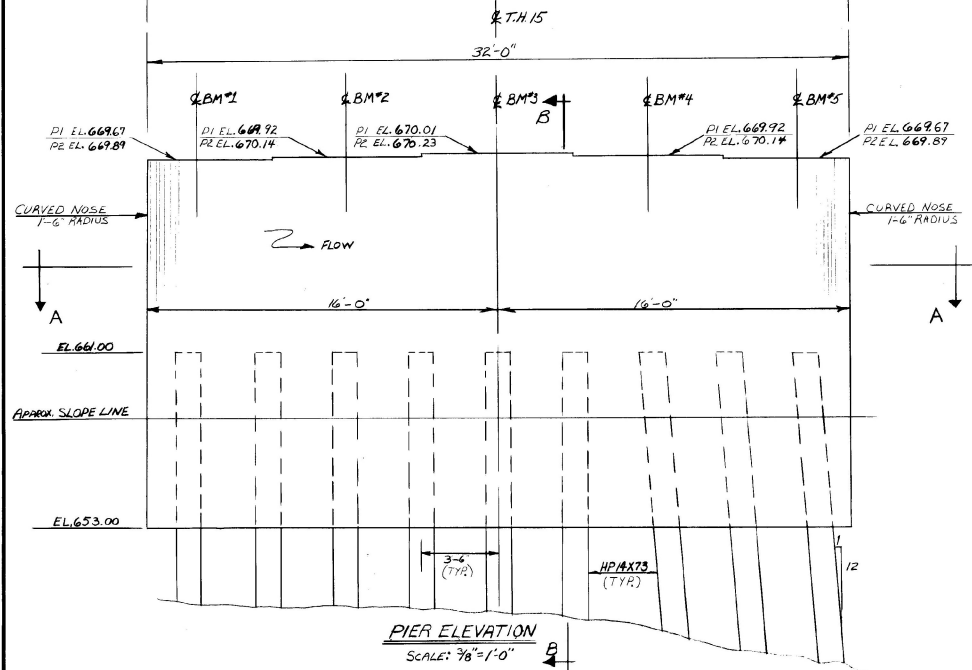 ℄ T.H. 15
32'-0"
℄ BM#1 ℄ BM#2 ℄ BM#3 B ℄ BM#4 ℄ BM#5
P1 EL. 669.67
P2 EL. 669.89
P1 EL. 669.92
P2 EL. 670.14
P1 EL. 670.01
P2 EL. 670.23
P1 EL. 669.92
P2 EL. 670.14
P1 EL. 669.67
P2 EL. 669.89
CURVED NOSE
1'-6" RADIUS
CURVED NOSE
1'-6" RADIUS
FLOW
A
16'-0"
16'-0"
A
EL. 661.00
APPROX. SLOPE LINE
EL. 653.00
3-6
(TYP.)
HP 14X73
(TYP.)
1
12
PIER ELEVATION
SCALE: 3/8"=1'-0"
B